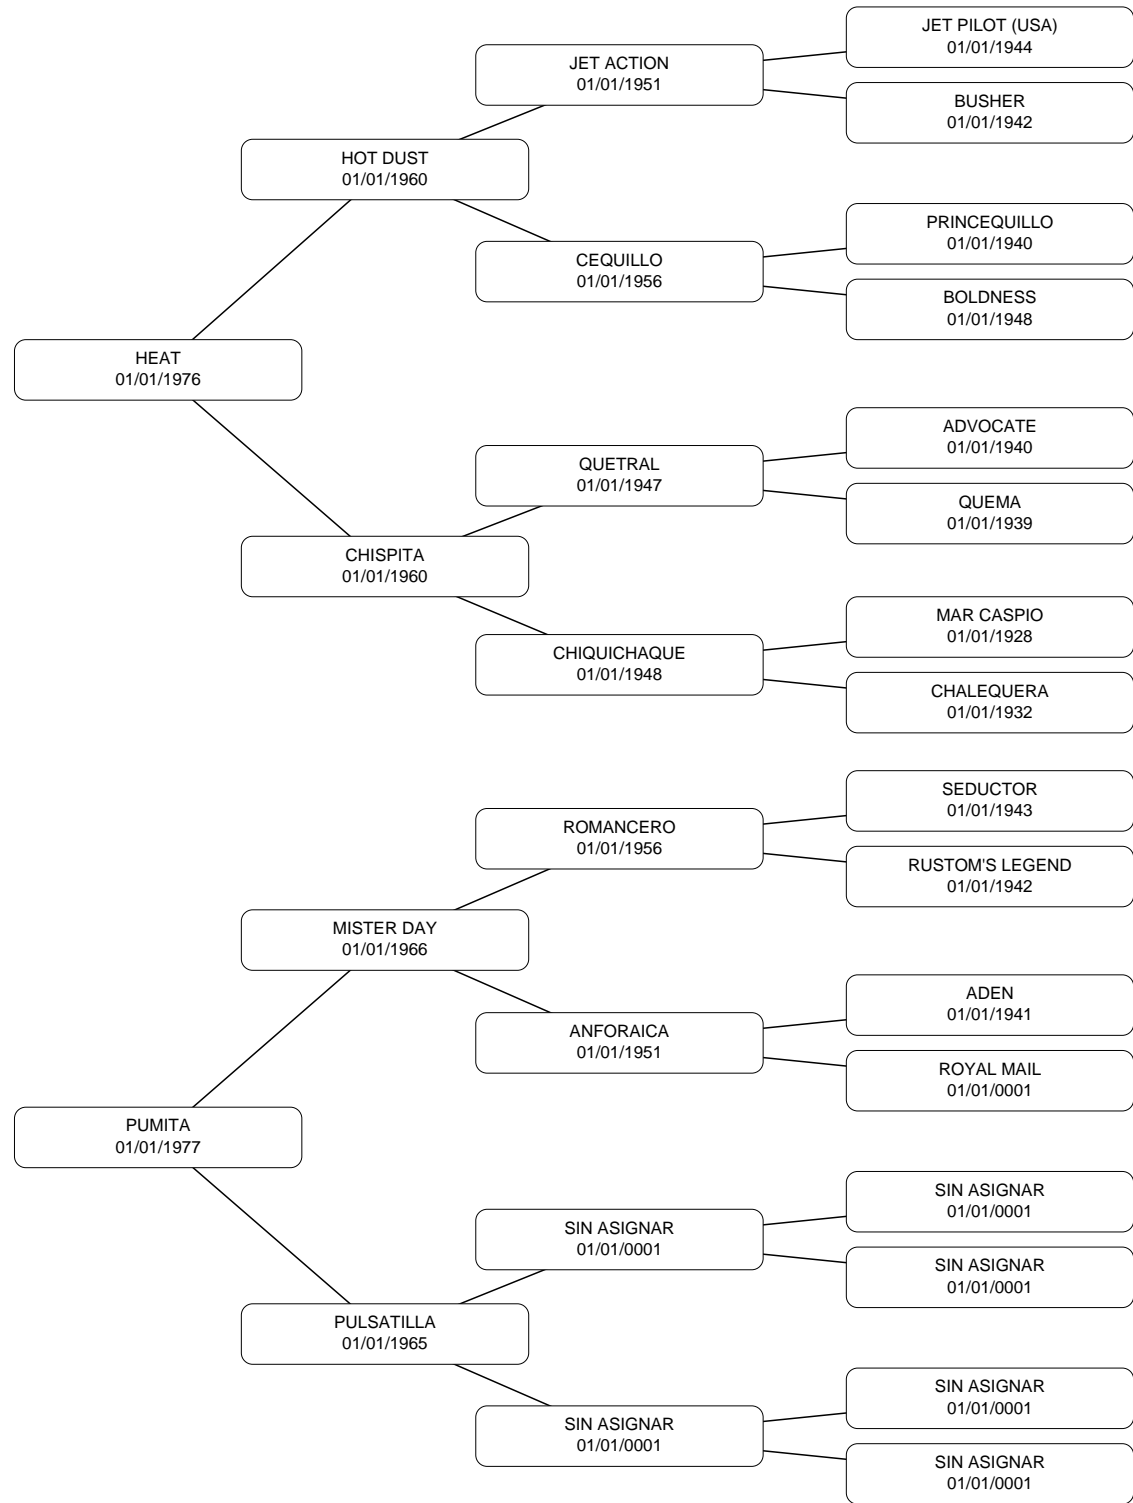 JET PILOT (USA)
01/01/1944
JET ACTION
01/01/1951
BUSHER
01/01/1942
HOT DUST
01/01/1960
PRINCEQUILLO
01/01/1940
CEQUILLO
01/01/1956
BOLDNESS
01/01/1948
HEAT
01/01/1976
ADVOCATE
01/01/1940
QUETRAL
01/01/1947
QUEMA
01/01/1939
CHISPITA
01/01/1960
MAR CASPIO
01/01/1928
CHIQUICHAQUE
01/01/1948
CHALEQUERA
01/01/1932
SEDUCTOR
01/01/1943
ROMANCERO
01/01/1956
RUSTOM'S LEGEND
01/01/1942
MISTER DAY
01/01/1966
ADEN
01/01/1941
ANFORAICA
01/01/1951
ROYAL MAIL
01/01/0001
PUMITA
01/01/1977
SIN ASIGNAR
01/01/0001
SIN ASIGNAR
01/01/0001
SIN ASIGNAR
01/01/0001
PULSATILLA
01/01/1965
SIN ASIGNAR
01/01/0001
SIN ASIGNAR
01/01/0001
SIN ASIGNAR
01/01/0001